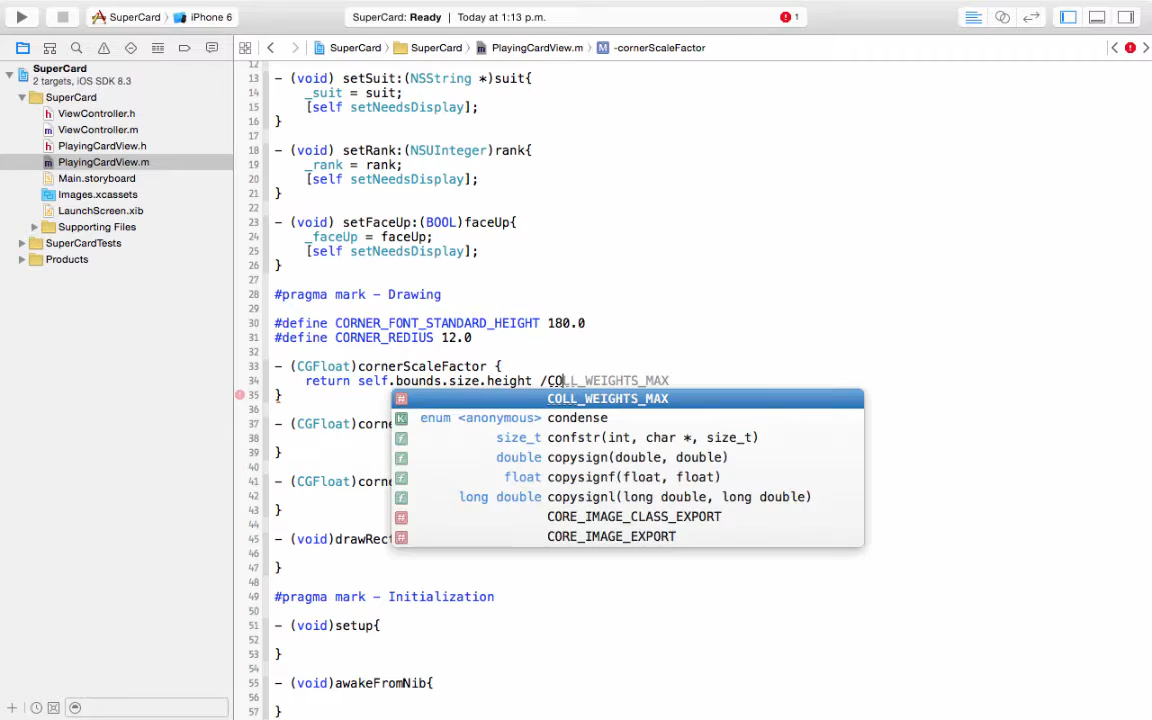 SuperCard
iPhone 6
SuperCard: Ready | Today at 1:13 p.m.
1
SuperCard
SuperCard
PlayingCardView.m
M
-cornerScaleFactor
SuperCard
2 targets, iOS SDK 8.3
SuperCard
h ViewController.h
m ViewController.m
h PlayingCardView.h
m PlayingCardView.m
Main.storyboard
Images.xcassets
LaunchScreen.xib
Supporting Files
SuperCardTests
Products
12
13 - (void) setSuit:(NSString *)suit{
14 _suit = suit;
15 [self setNeedsDisplay];
16 }
17
18 - (void) setRank:(NSUInteger)rank{
19 _rank = rank;
20 [self setNeedsDisplay];
21 }
22
23 - (void) setFaceUp:(BOOL)faceUp{
24 _faceUp = faceUp;
25 [self setNeedsDisplay];
26 }
27
28 #pragma mark - Drawing
29
30 #define CORNER_FONT_STANDARD_HEIGHT 180.0
31 #define CORNER_REDIUS 12.0
32
33 - (CGFloat)cornerScaleFactor {
34 return self.bounds.size.height /COLL_WEIGHTS_MAX
35 }
36
37 - (CGFloat)corne
38
39 }
40
41 - (CGFloat)corne
42
43 }
44
45 - (void)drawRect
46
47 }
48
49 #pragma mark - Initialization
50
51 - (void)setup{
52
53 }
54
55 - (void)awakeFromNib{
56
57 }
# COLL_WEIGHTS_MAX
K enum <anonymous> condense
f size_t confstr(int, char *, size_t)
f double copysign(double, double)
f float copysignf(float, float)
f long double copysignl(long double, long double)
# CORE_IMAGE_CLASS_EXPORT
# CORE_IMAGE_EXPORT